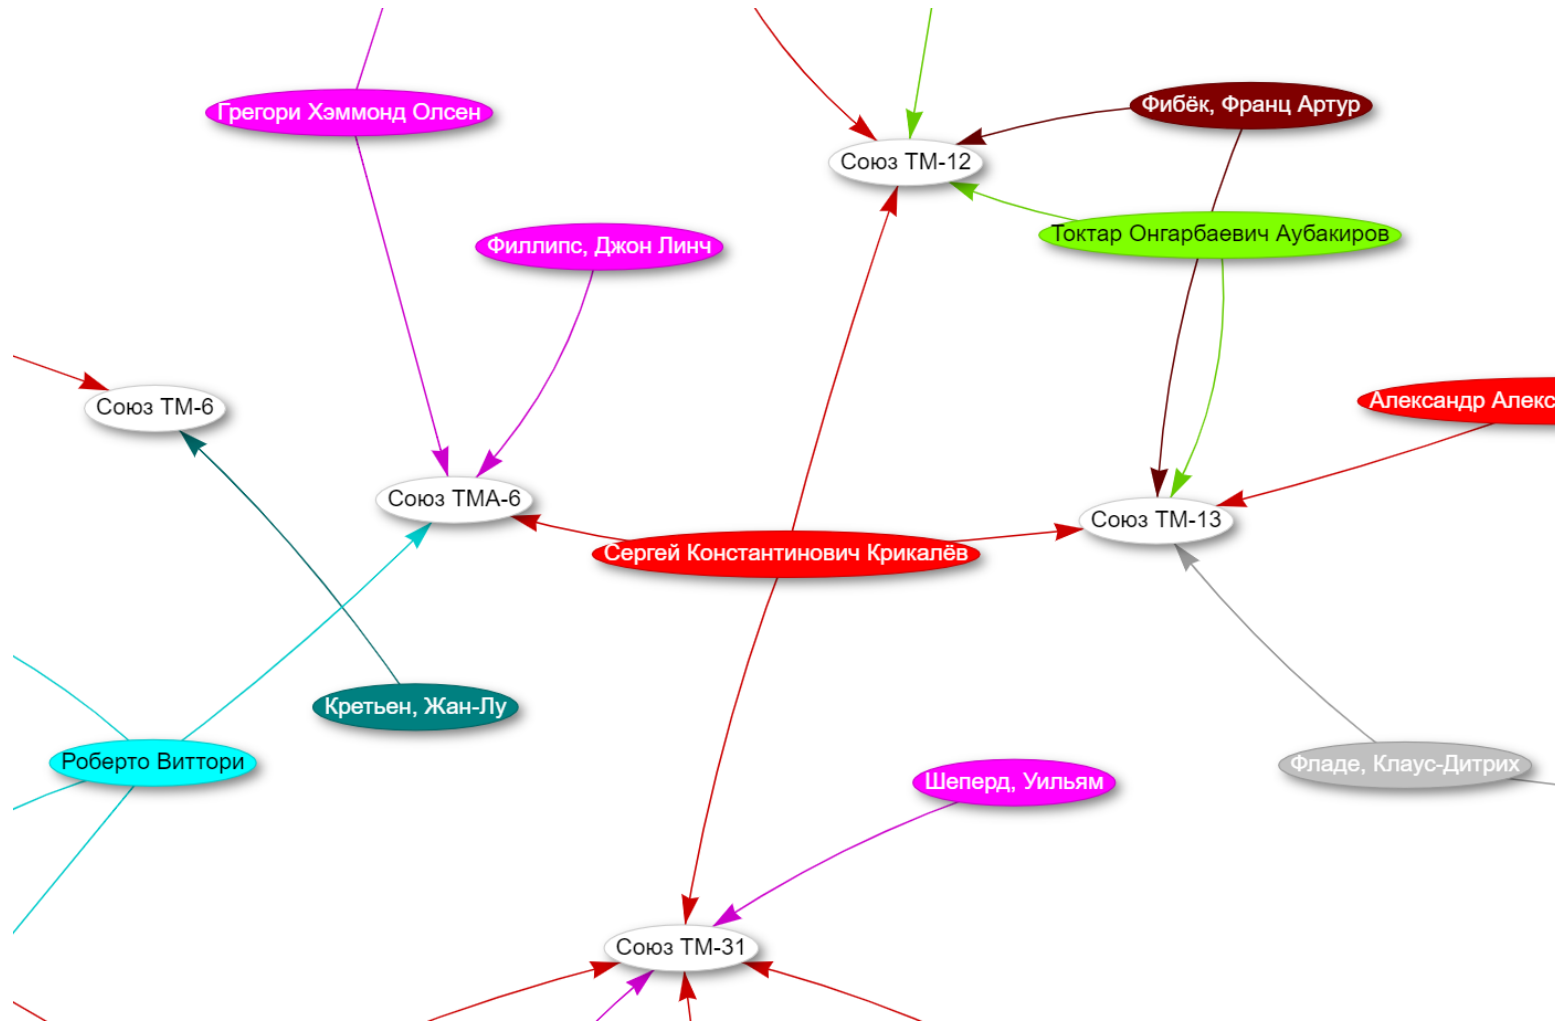 Грегори Хэммонд Олсен
Фибёк, Франц Артур
Союз ТМ-12
Филлипс, Джон Линч
Токтар Онгарбаевич Аубакиров
Союз ТМ-6
Александр Алекс
Союз ТМА-6
Союз ТМ-13
Сергей Константинович Крикалёв
Кретьен, Жан-Лу
Роберто Виттори
Фладе, Клаус-Дитрих
Шеперд, Уильям
Союз ТМ-31